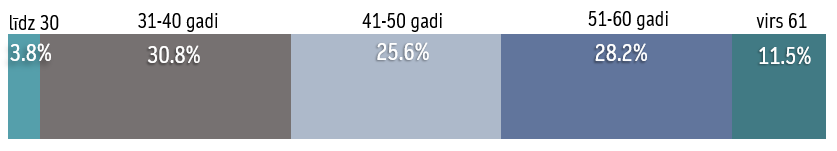 līdz 30 31-40 gadi 41-50 gadi 51-60 gadi virs 61
3.8% 30.8% 25.6% 28.2% 11.5%